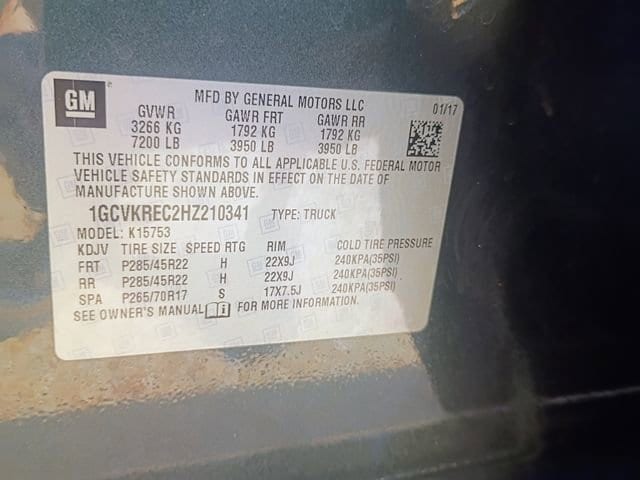 GM
MFD BY GENERAL MOTORS LLC
01/17
GVWR GAWR FRT GAWR RR
3266 KG 1792 KG 1792 KG
7200 LB 3950 LB 3950 LB
THIS VEHICLE CONFORMS TO ALL APPLICABLE U.S. FEDERAL MOTOR
VEHICLE SAFETY STANDARDS IN EFFECT ON THE DATE OF
MANUFACTURE SHOWN ABOVE.
1GCVKREC2HZ210341 TYPE: TRUCK
MODEL: K15753
KDJV TIRE SIZE SPEED RTG RIM COLD TIRE PRESSURE
FRT P285/45R22 H 22X9J 240KPA(35PSI)
RR P285/45R22 H 22X9J 240KPA(35PSI)
SPA P265/70R17 S 17X7.5J 240KPA(35PSI)
SEE OWNER'S MANUAL FOR MORE INFORMATION.